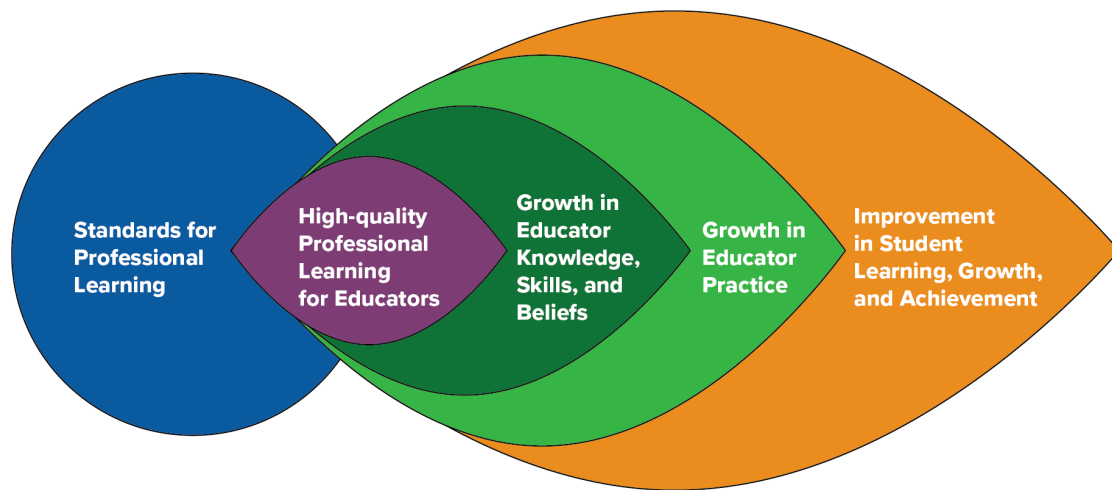 Standards for
Professional
Learning
High-quality
Professional
Learning
for Educators
Growth in
Educator
Knowledge,
Skills, and
Beliefs
Growth in
Educator
Practice
Improvement
in Student
Learning, Growth,
and Achievement